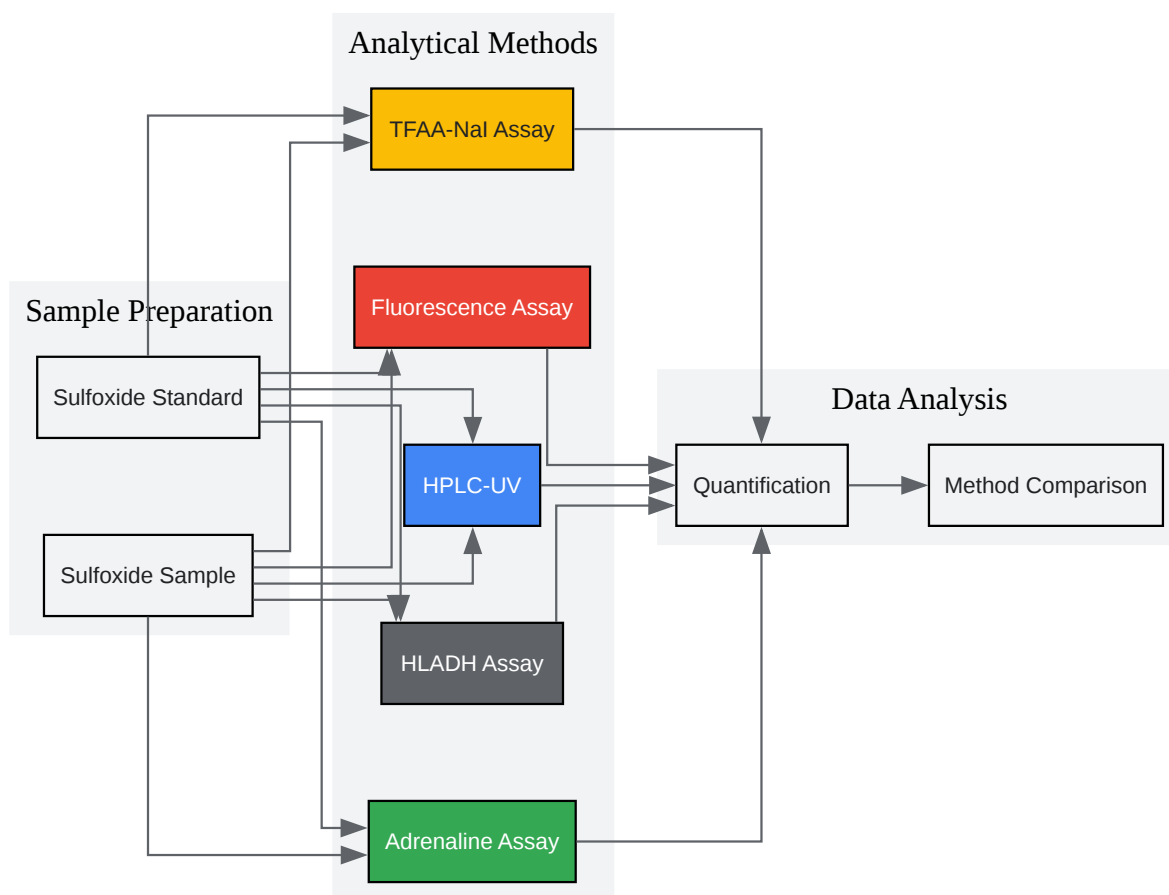 Analytical Methods
TFAA-NaI Assay
Fluorescence Assay
Sample Preparation
Sulfoxide Standard
Data Analysis
HPLC-UV
Quantification
Method Comparison
Sulfoxide Sample
HLADH Assay
Adrenaline Assay